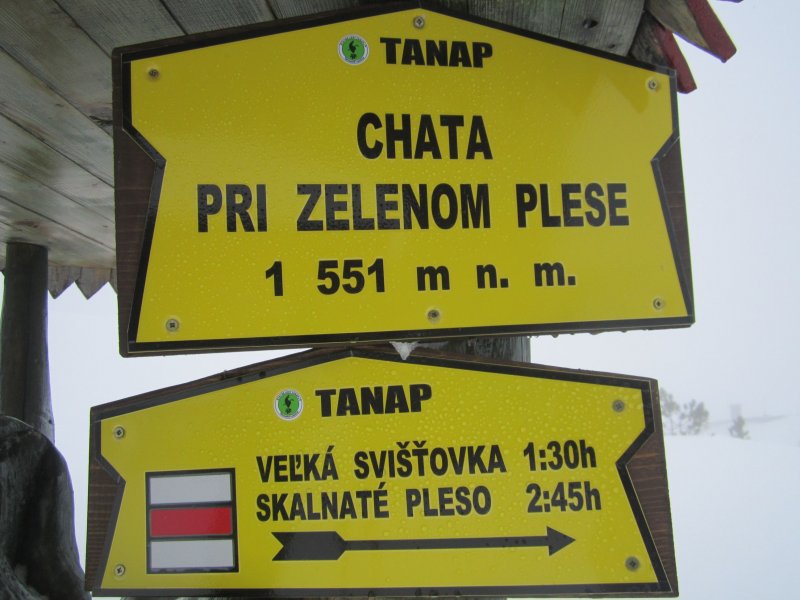 TANAP
CHATA
PRI ZELENOM PLESE
1 551 m n. m.
TANAP
VEĽKÁ SVIŠŤOVKA 1:30h
SKALNATÉ PLESO 2:45h